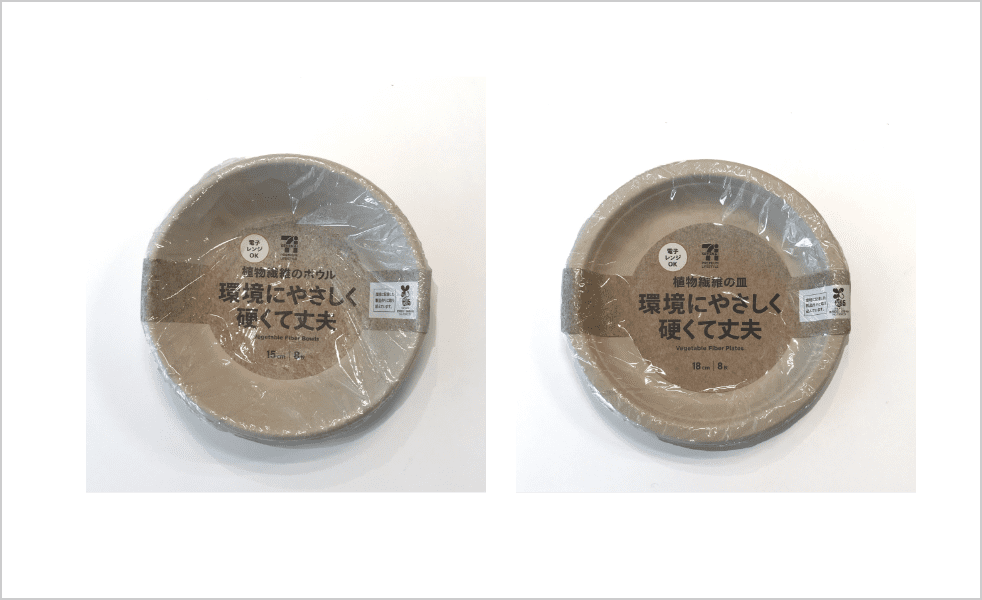 電子
レンジ
OK
植物繊維のボウル
環境にやさしく
硬くて丈夫
Vegetable Fiber Bowls
15cm | 8枚
電子
レンジ
OK
植物繊維の皿
環境にやさしく
硬くて丈夫
Vegetable Fiber Plates
18cm | 8枚